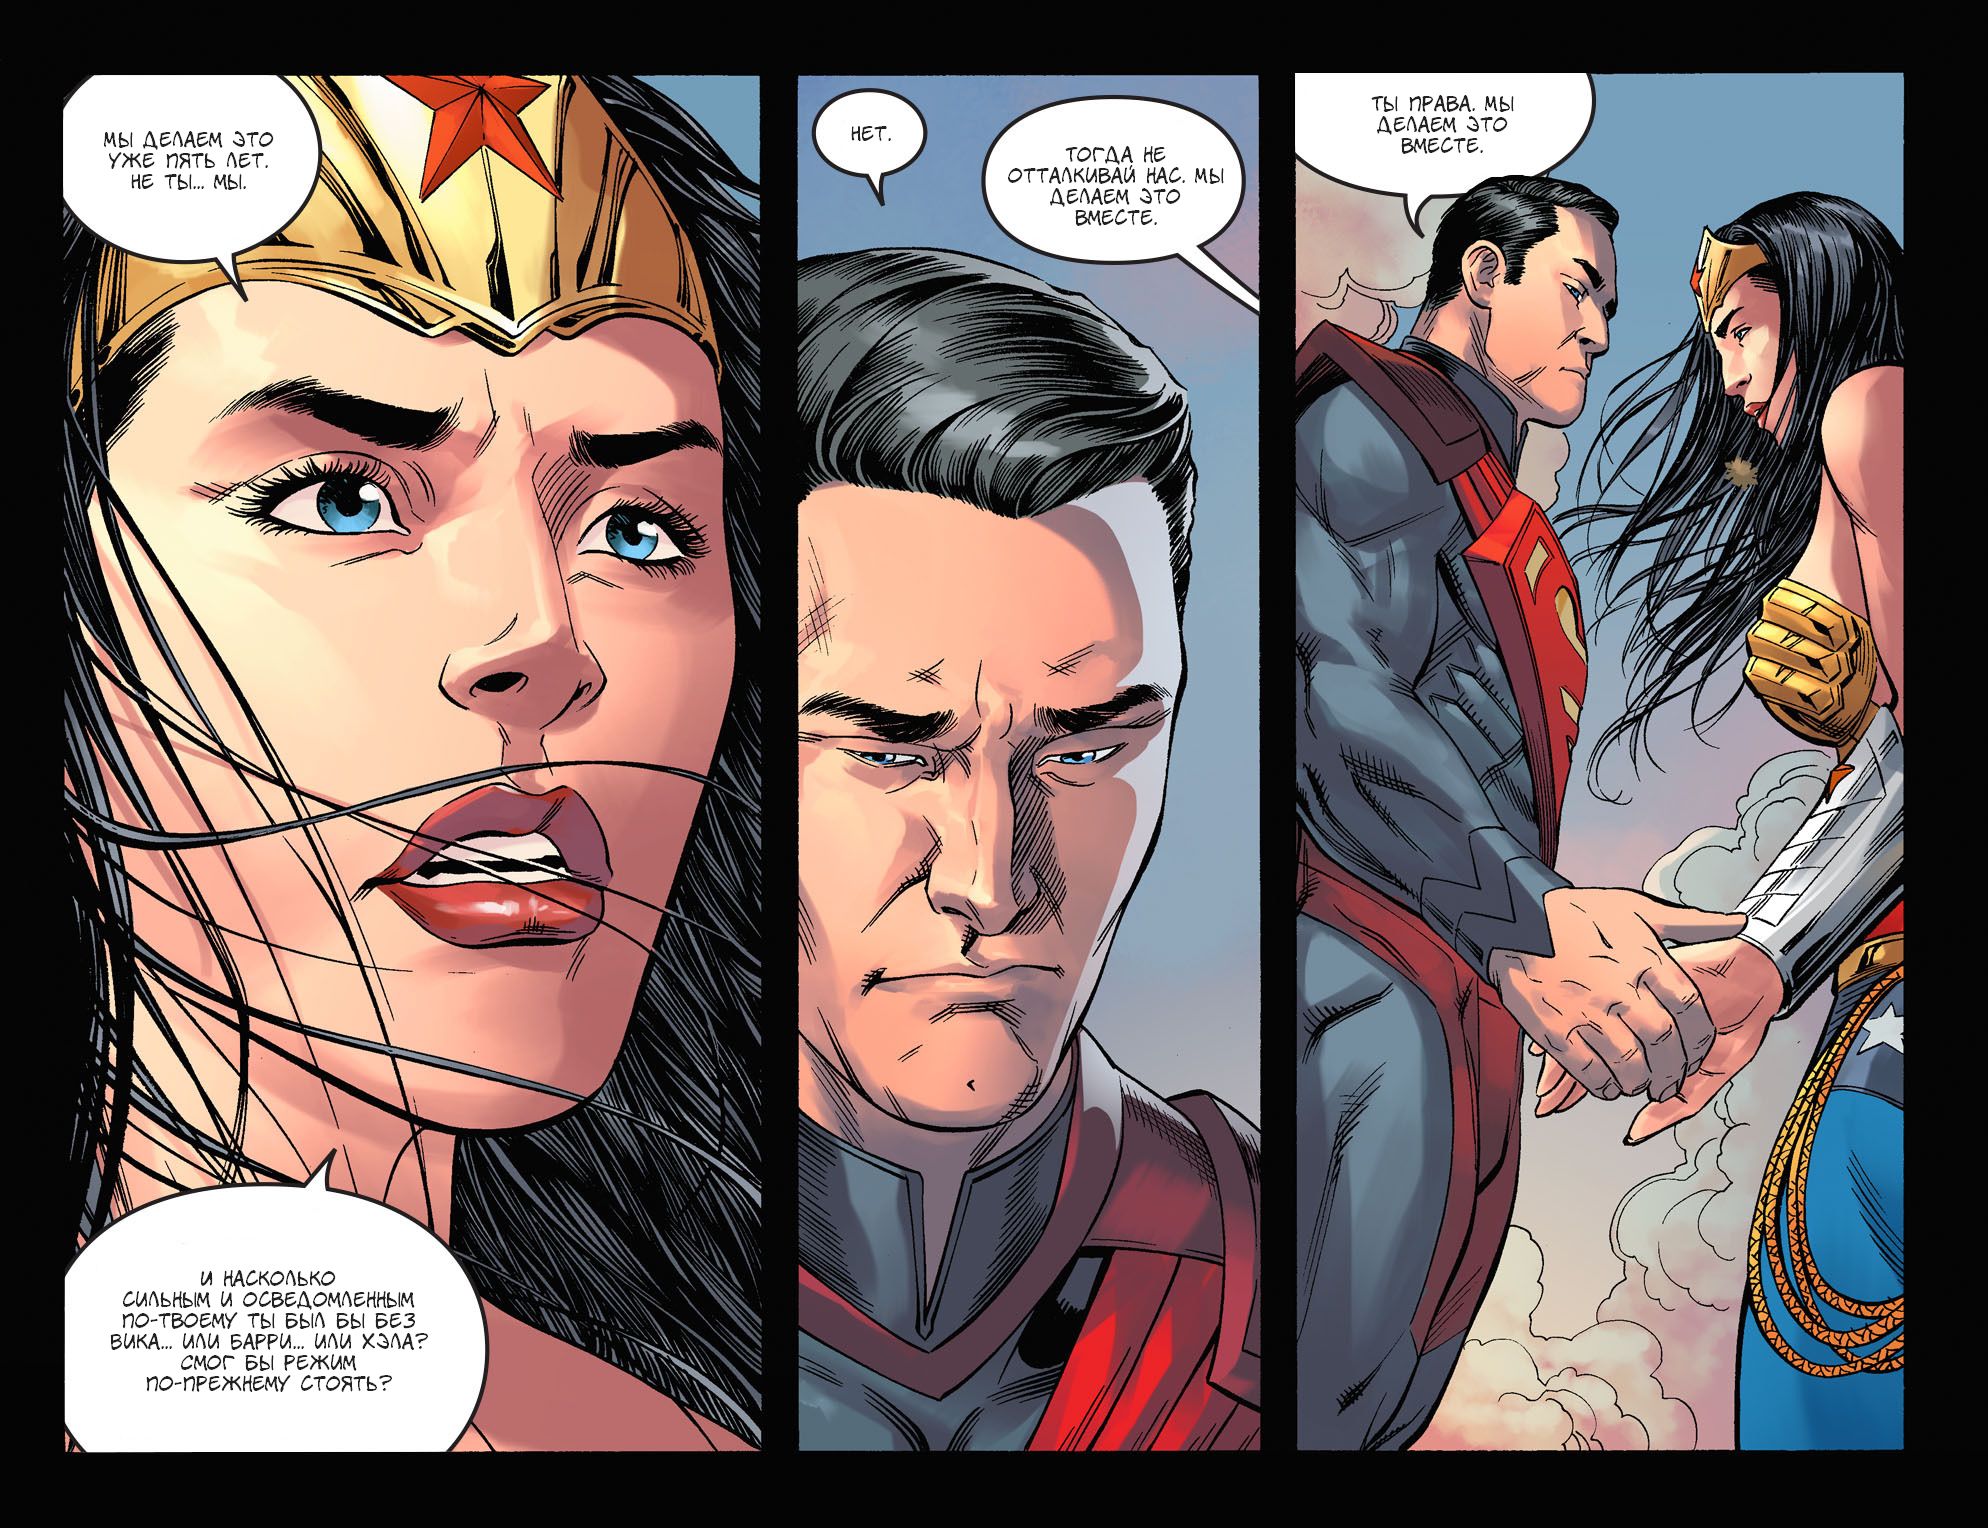 МЫ ДЕЛАЕМ ЭТО
УЖЕ ПЯТЬ ЛЕТ.
НЕ ТЫ... МЫ.
И НАСКОЛЬКО
СИЛЬНЫМ И ОСВЕДОМЛЕННЫМ
ПО-ТВОЕМУ ТЫ БЫЛ БЫ БЕЗ
ВИКА... ИЛИ БАРРИ... ИЛИ ХЭЛА?
СМОГ БЫ РЕЖИМ
ПО-ПРЕЖНЕМУ СТОЯТЬ?
НЕТ.
ТОГДА НЕ
ОТТАЛКИВАЙ НАС. МЫ
ДЕЛАЕМ ЭТО
ВМЕСТЕ.
ТЫ ПРАВА. МЫ
ДЕЛАЕМ ЭТО
ВМЕСТЕ.